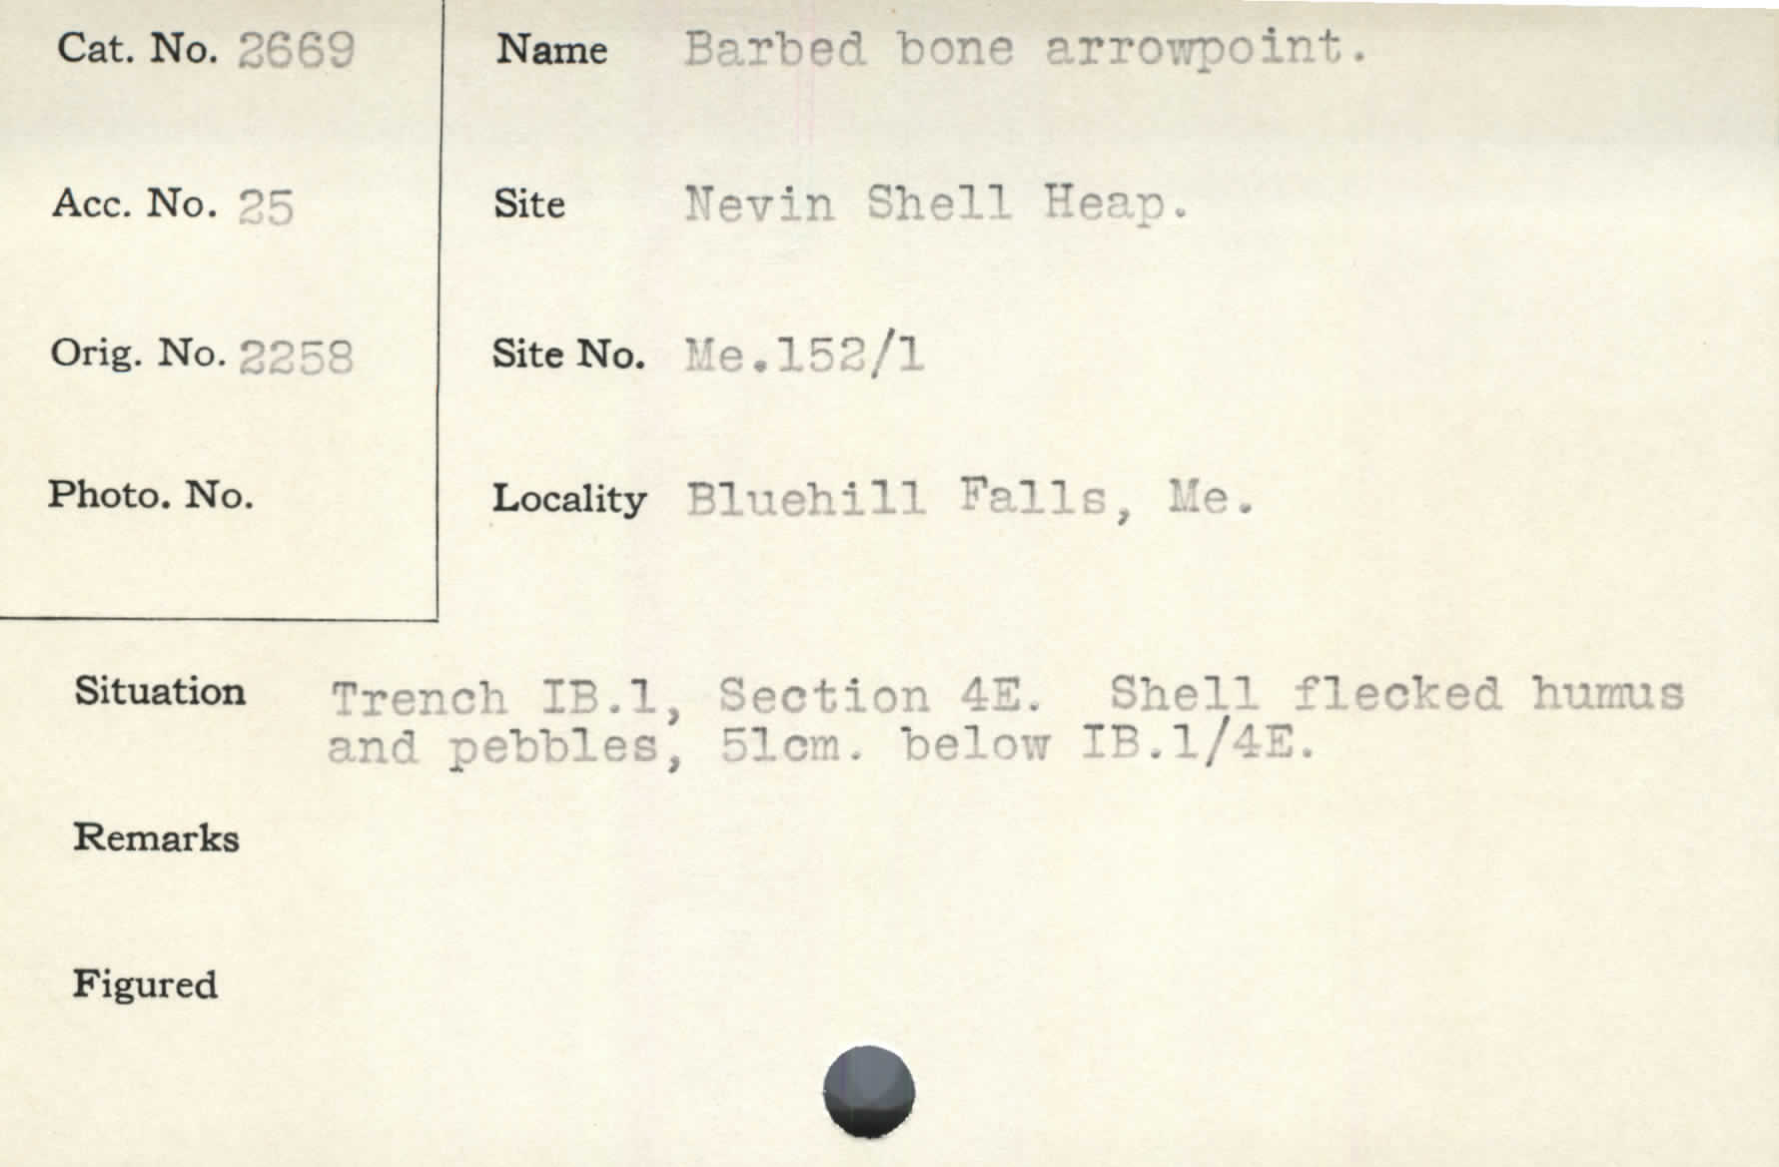 Cat. No. 2669
Name Barbed bone arrowpoint.
Acc. No. 25
Site Nevin Shell Heap.
Orig. No. 2258
Site No. Me.152/1
Photo. No.
Locality Bluehill Falls, Me.
Situation Trench IB.1, Section 4E. Shell flecked humus
and pebbles, 51cm. below IB.1/4E.
Remarks
Figured